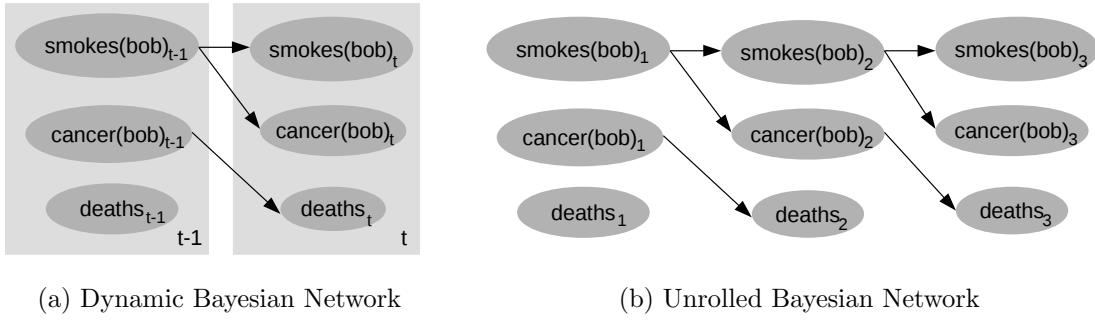 smokes(bob)t-1 smokes(bob)t smokes(bob)1 smokes(bob)2 smokes(bob)3
cancer(bob)t-1 cancer(bob)t cancer(bob)1 cancer(bob)2 cancer(bob)3
deathst-1 deathst deaths1 deaths2 deaths3
t-1 t
(a) Dynamic Bayesian Network (b) Unrolled Bayesian Network